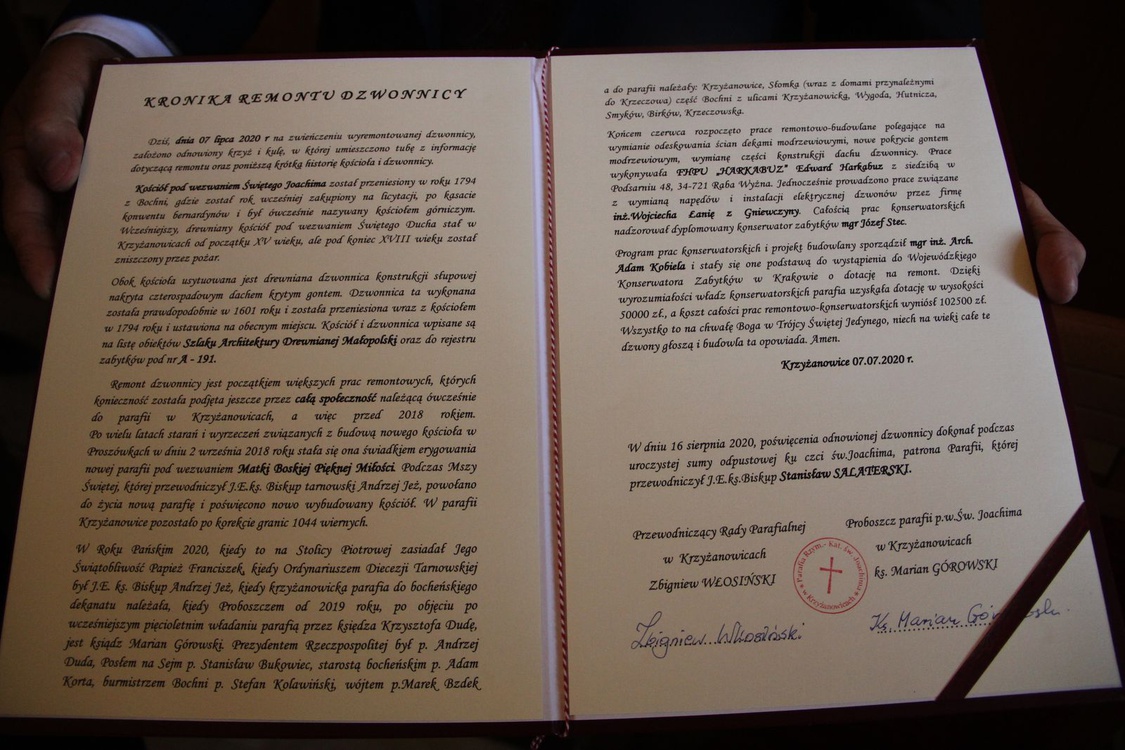 KRONIKA REMONTU DZWONNICY
Dziś, dnia 07 lipca 2020 r na zwieńczeniu wyremontowanej dzwonnicy,
założono odnowiony krzyż i kulę, w której umieszczono tubę z informację
dotyczącą remontu oraz poniższą krótką historię kościoła i dzwonnicy.
Kościół pod wezwaniem Świętego Joachima został przeniesiony w roku 1794
z Bochni, gdzie został rok wcześniej zakupiony na licytacji, po kasacie
konwentu bernardynów i był ówcześnie nazywany kościołem górniczym.
Wcześniejszy, drewniany kościół pod wezwaniem Świętego Ducha stał w
Krzyżanowicach od początku XV wieku, ale pod koniec XVIII wieku został
zniszczony przez pożar.
Obok kościoła usytuowana jest drewniana dzwonnica konstrukcji słupowej
nakryta czterospadowym dachem krytym gontem. Dzwonnica ta wykonana
została prawdopodobnie w 1601 roku i została przeniesiona wraz z kościołem
w 1794 roku i ustawiona na obecnym miejscu. Kościół i dzwonnica wpisane są
na listę obiektów Szlaku Architektury Drewnianej Małopolski oraz do rejestru
zabytków pod nr A - 191.
Remont dzwonnicy jest początkiem większych prac remontowych, których
konieczność została podjęta jeszcze przez całą społeczność należącą ówcześnie
do parafii w Krzyżanowicach, a więc przed 2018 rokiem.
Po wielu latach starań i wyrzeczeń związanych z budową nowego kościoła w
Proszówkach w dniu 2 września 2018 roku stała się ona świadkiem erygowania
nowej parafii pod wezwaniem Matki Boskiej Pięknej Miłości. Podczas Mszy
Świętej, której przewodniczył J.E.ks. Biskup tarnowski Andrzej Jeż, powołano
do życia nową parafię i poświęcono nowo wybudowany kościół. W parafii
Krzyżanowice pozostało po korekcie granic 1044 wiernych.
W Roku Pańskim 2020, kiedy to na Stolicy Piotrowej zasiadał Jego
Świątobliwość Papież Franciszek, kiedy Ordynariuszem Diecezji Tarnowskiej
był J.E. ks. Biskup Andrzej Jeż, kiedy krzyżanowicka parafia do bocheńskiego
dekanatu należała, kiedy Proboszczem od 2019 roku, po objęciu po
wcześniejszym pięcioletnim władaniu parafią przez księdza Krzysztofa Dudę,
jest ksiądz Marian Górowski. Prezydentem Rzeczpospolitej był p. Andrzej
Duda, Posłem na Sejm p. Stanisław Bukowiec, starostą bocheńskim p. Adam
Korta, burmistrzem Bochni p. Stefan Kolawiński, wójtem p.Marek Bzdek
a do parafii należały: Krzyżanowice, Słomka (wraz z domami przynależnymi
do Krzeczowa) część Bochni z ulicami Krzyżanowicką, Wygoda, Hutnicza,
Smyków, Birków, Krzeczowska.
Końcem czerwca rozpoczęto prace remontowo-budowlane polegające na
wymianie odeskowania ścian dekami modrzewiowymi, nowe pokrycie gontem
modrzewiowym, wymianę części konstrukcji dachu dzwonnicy. Prace
wykonywała FHPU „HARKABUZ" Edward Harkabuz z siedzibą w
Podsarniu 48, 34-721 Raba Wyżna. Jednocześnie prowadzono prace związane
z wymianą napędów i instalacji elektrycznej dzwonów przez firmę
inż.Wojciecha Łanię z Gniewczyny. Całością prac konserwatorskich
nadzorował dyplomowany konserwator zabytków mgr Józef Stec.
Program prac konserwatorskich i projekt budowlany sporządził mgr inż. Arch.
Adam Kobiela i stały się one podstawą do wystąpienia do Wojewódzkiego
Konserwatora Zabytków w Krakowie o dotację na remont. Dzięki
wyrozumiałości władz konserwatorskich parafia uzyskała dotację w wysokości
50000 zł., a koszt całości prac remontowo-konserwatorskich wyniósł 102500 zł.
Wszystko to na chwałę Boga w Trójcy Świętej Jedynego, niech na wieki całe te
dzwony głoszą i budowla ta opowiada. Amen.
Krzyżanowice 07.07.2020 r.
W dniu 16 sierpnia 2020, poświęcenia odnowionej dzwonnicy dokonał podczas
uroczystej sumy odpustowej ku czci św.Joachima, patrona Parafii, której
przewodniczył J.E.ks.Biskup Stanisław SALATERSKI.
Przewodniczący Rady Parafialnej
w Krzyżanowicach
Zbigniew WŁOSIŃSKI
Zbigniew Włosiński
Parafia Rzym.- Kat. św. Joachima
w Krzyżanowicach
Proboszcz parafii p.w.Św. Joachima
w Krzyżanowicach
ks. Marian GÓROWSKI
Ks. Marian